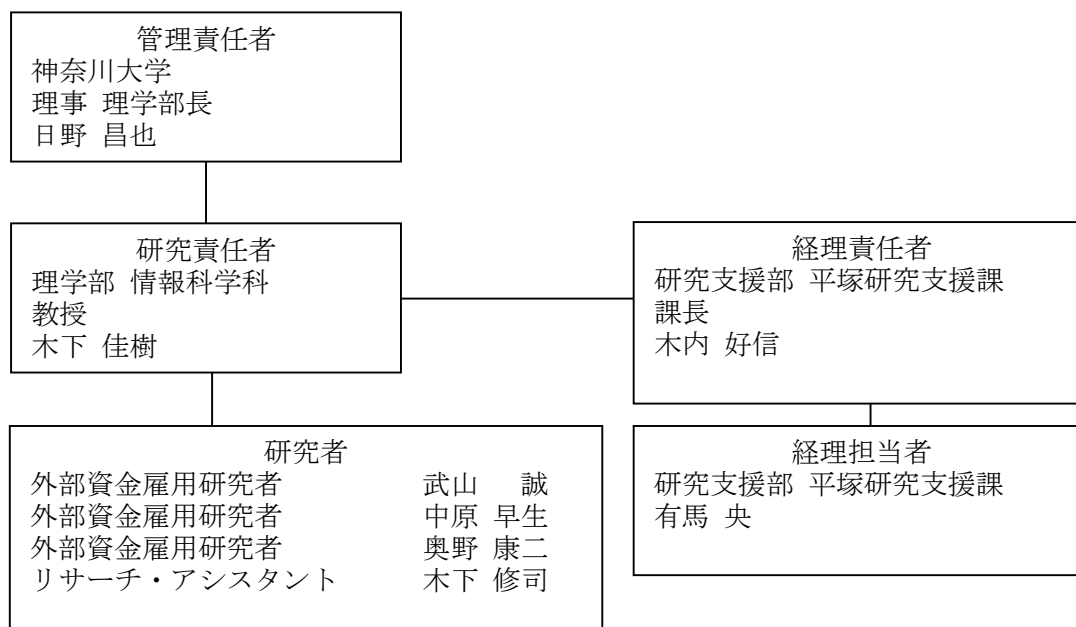 管理責任者
神奈川大学
理事 理学部長
日野 昌也
研究責任者
理学部 情報科学科
教授
木下 佳樹
経理責任者
研究支援部 平塚研究支援課
課長
木内 好信
研究者
外部資金雇用研究者 武山 誠
外部資金雇用研究者 中原 早生
外部資金雇用研究者 奥野 康二
リサーチ・アシスタント 木下 修司
経理担当者
研究支援部 平塚研究支援課
有馬 央